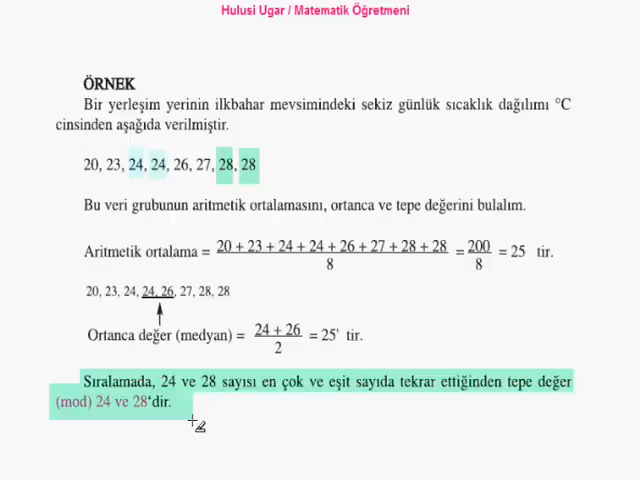 Hulusi Ugar / Matematik Öğretmeni
ÖRNEK
Bir yerleşim yerinin ilkbahar mevsimindeki sekiz günlük sıcaklık dağılımı °C
cinsinden aşağıda verilmiştir.
20, 23, 24, 24, 26, 27, 28, 28
Bu veri grubunun aritmetik ortalamasını, ortanca ve tepe değerini bulalım.
Aritmetik ortalama = 20 + 23 + 24 + 24 + 26 + 27 + 28 + 28 / 8 = 200 / 8 = 25 tir.
20, 23, 24, 24, 26, 27, 28, 28
Ortanca değer (medyan) = 24 + 26 / 2 = 25' tir.
Sıralamada, 24 ve 28 sayısı en çok ve eşit sayıda tekrar ettiğinden tepe değer
(mod) 24 ve 28'dir.